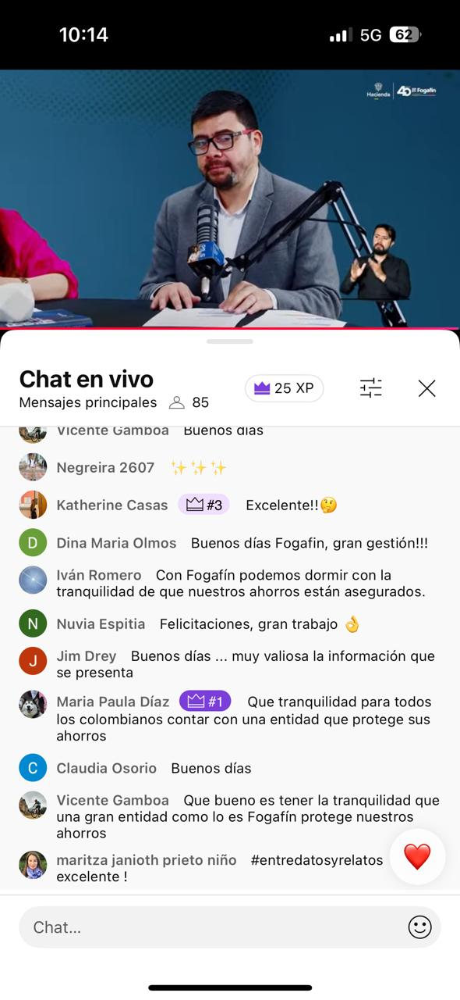 10:14
5G 62
Hacienda 40 Fogafín
Chat en vivo
Mensajes principales 85
25 XP
Vicente Gamboa Buenos días
Negreira 2607 ✨✨✨
Katherine Casas #3 Excelente!!🤔
D Dina Maria Olmos Buenos días Fogafin, gran gestión!!!
Iván Romero Con Fogafín podemos dormir con la
tranquilidad de que nuestros ahorros están asegurados.
N Nuvia Espitia Felicitaciones, gran trabajo 👌
J Jim Drey Buenos días ... muy valiosa la información que
se presenta
Maria Paula Díaz #1 Que tranquilidad para todos
los colombianos contar con una entidad que protege sus
ahorros
C Claudia Osorio Buenos días
Vicente Gamboa Que bueno es tener la tranquilidad que
una gran entidad como lo es Fogafín protege nuestros
ahorros
maritza janioth prieto niño #entredatosyrelatos
excelente !
Chat...